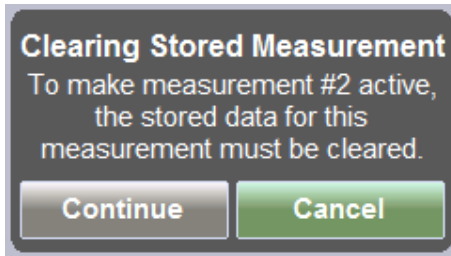 Clearing Stored Measurement
To make measurement #2 active,
the stored data for this
measurement must be cleared.
Continue
Cancel